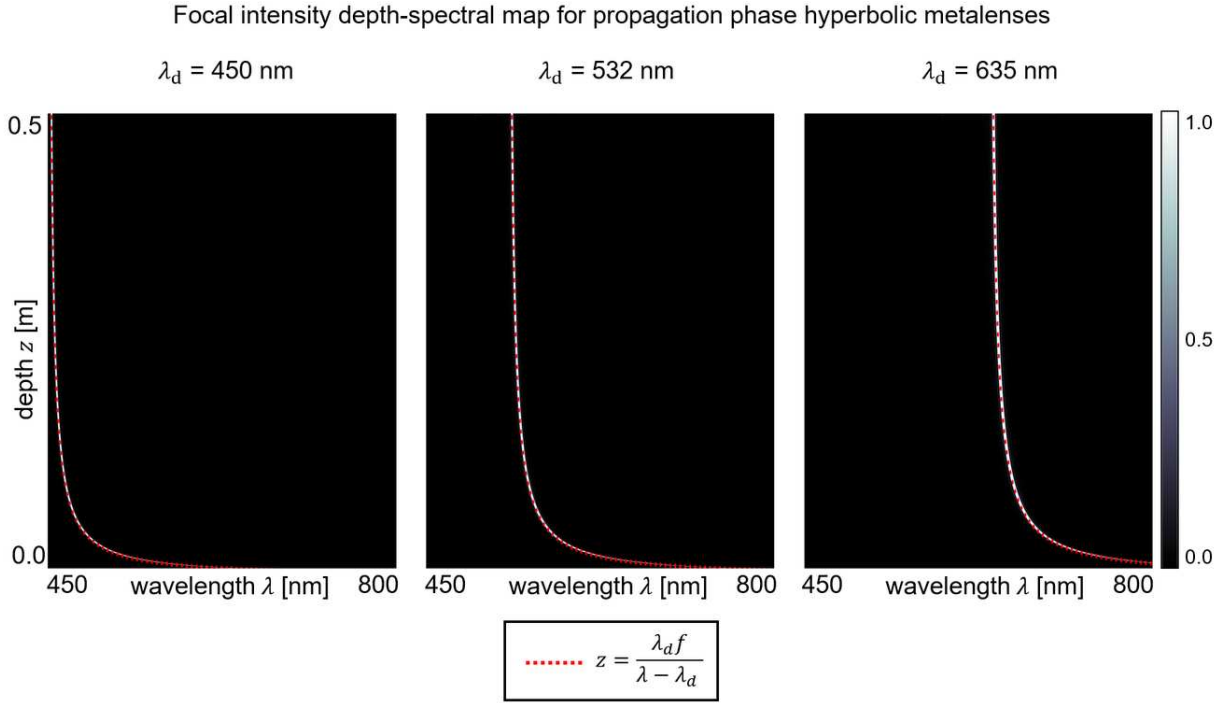 Focal intensity depth-spectral map for propagation phase hyperbolic metalenses
λd = 450 nm
λd = 532 nm
λd = 635 nm
0.5
depth z [m]
0.0
450 wavelength λ [nm] 800
450 wavelength λ [nm] 800
450 wavelength λ [nm] 800
1.0
0.5
0.0
z = λd f / λ − λd